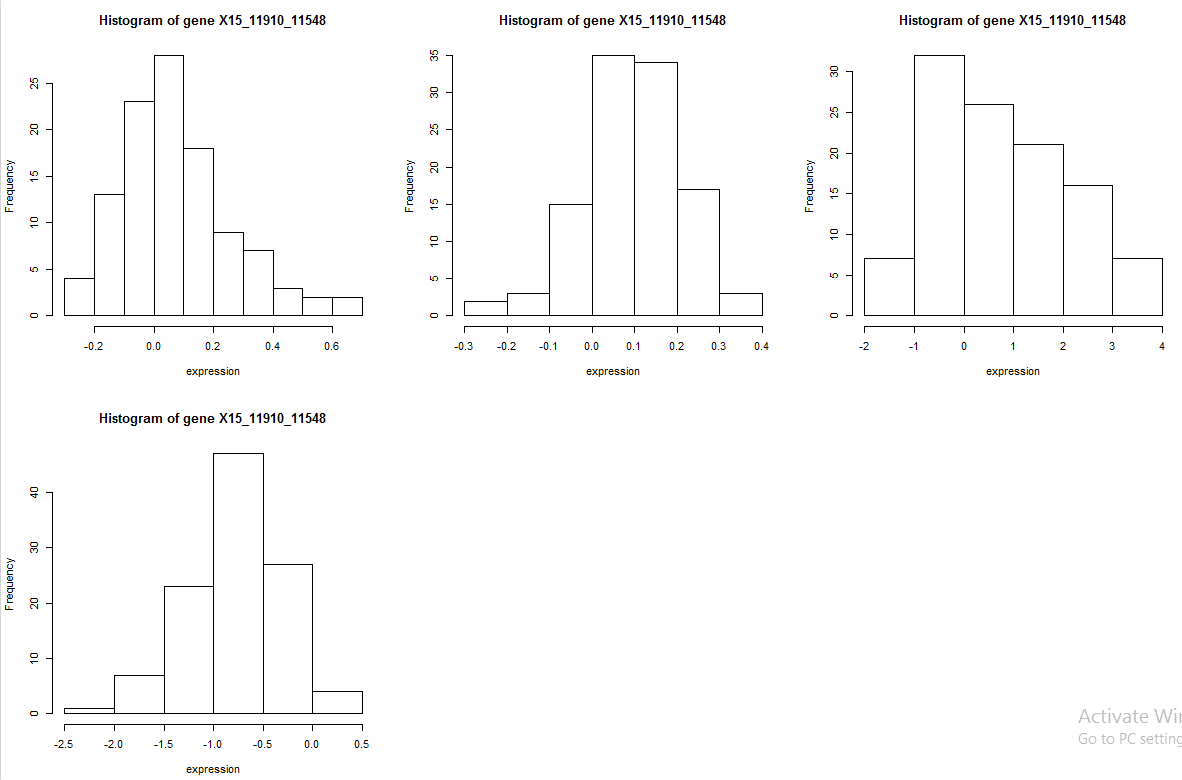 Histogram of gene X15_11910_11548
Frequency
0 5 10 15 20 25
-0.2 0.0 0.2 0.4 0.6
expression
Histogram of gene X15_11910_11548
Frequency
0 5 10 15 20 25 30 35
-0.3 -0.2 -0.1 0.0 0.1 0.2 0.3 0.4
expression
Histogram of gene X15_11910_11548
Frequency
0 5 10 15 20 25 30
-2 -1 0 1 2 3 4
expression
Histogram of gene X15_11910_11548
Frequency
0 10 20 30 40
-2.5 -2.0 -1.5 -1.0 -0.5 0.0 0.5
expression
Activate Win
Go to PC setting